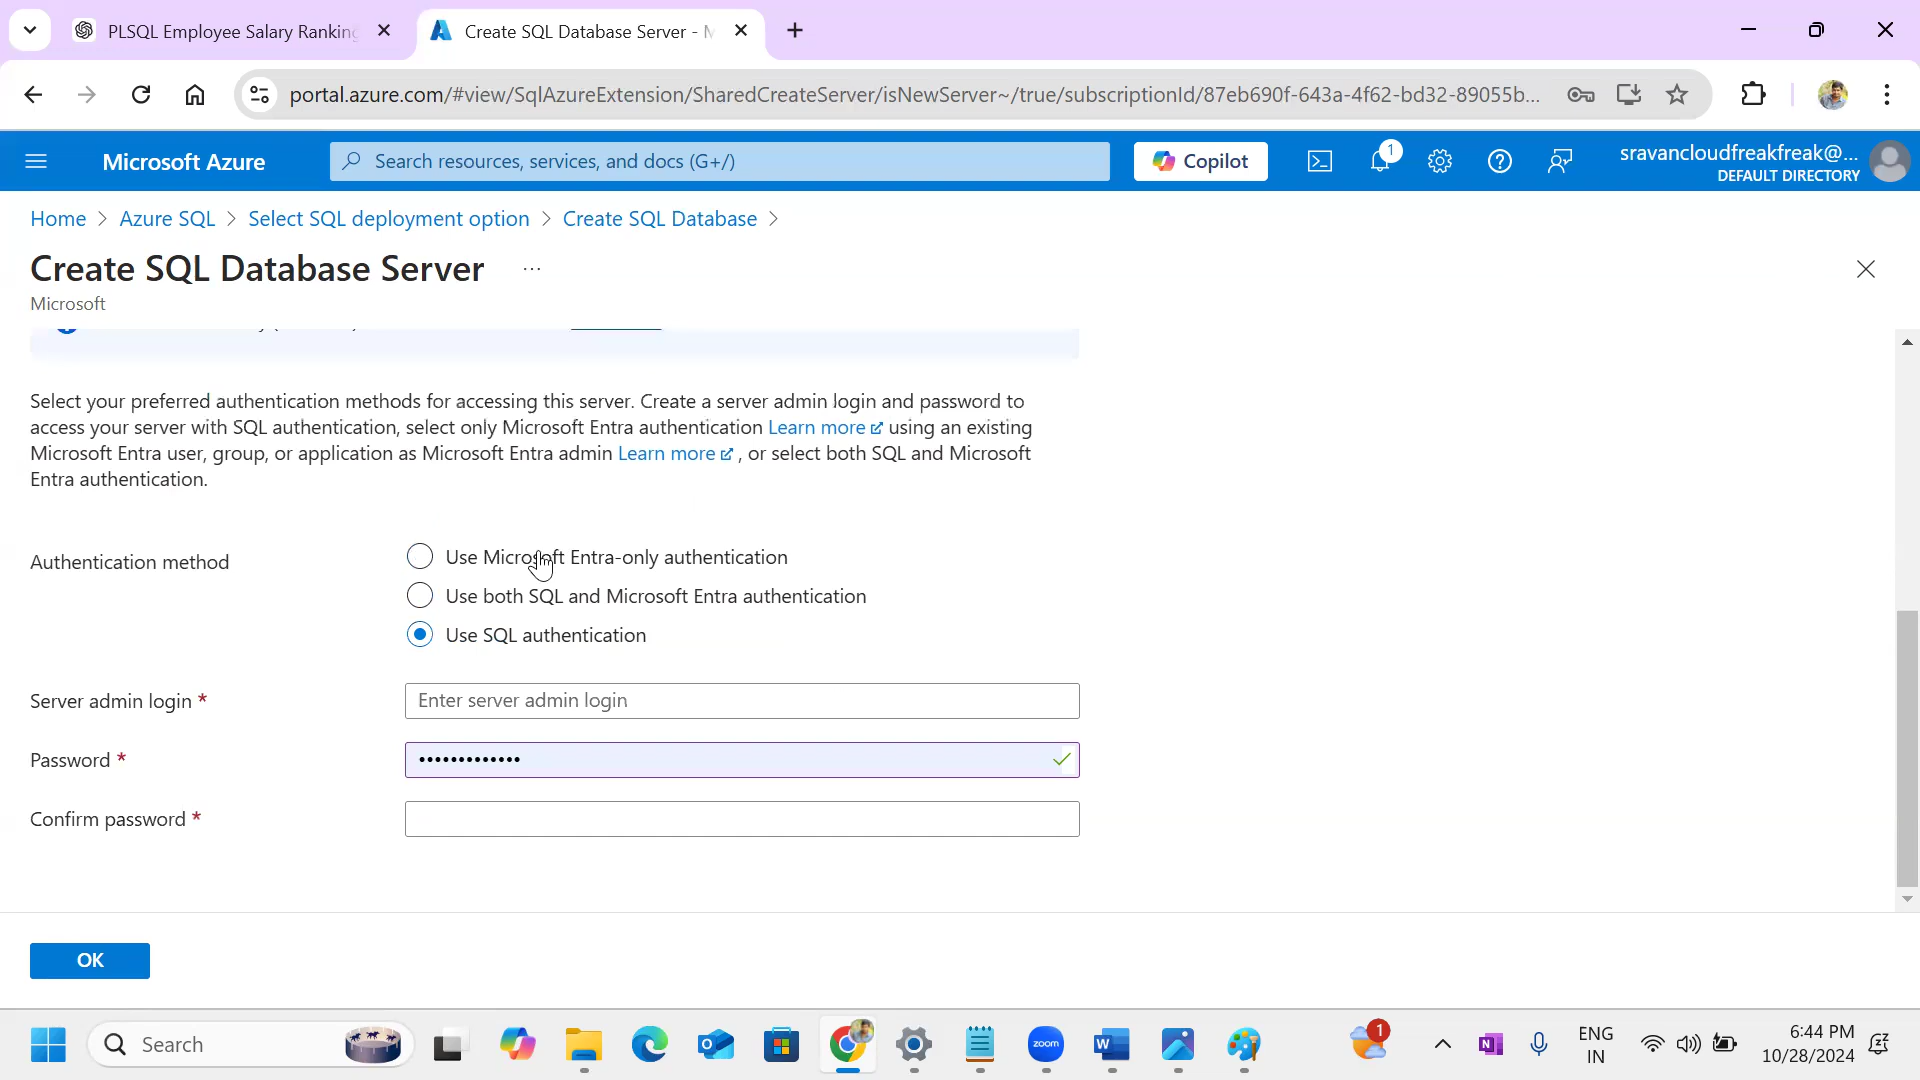 PLSQL Employee Salary Ranking
Create SQL Database Server - M
portal.azure.com/#view/SqlAzureExtension/SharedCreateServer/isNewServer~/true/subscriptionId/87eb690f-643a-4f62-bd32-89055b...
Microsoft Azure
Search resources, services, and docs (G+/)
Copilot
1
sravancloudfreakfreak@...
DEFAULT DIRECTORY
Home > Azure SQL > Select SQL deployment option > Create SQL Database >
Create SQL Database Server ...
Microsoft
Select your preferred authentication methods for accessing this server. Create a server admin login and password to
access your server with SQL authentication, select only Microsoft Entra authentication Learn more using an existing
Microsoft Entra user, group, or application as Microsoft Entra admin Learn more , or select both SQL and Microsoft
Entra authentication.
Authentication method
Use Microsoft Entra-only authentication
Use both SQL and Microsoft Entra authentication
Use SQL authentication
Server admin login *
Enter server admin login
Password *
•••••••••••••
Confirm password *
OK
Search
zoom
1
ENG
IN
6:44 PM
10/28/2024